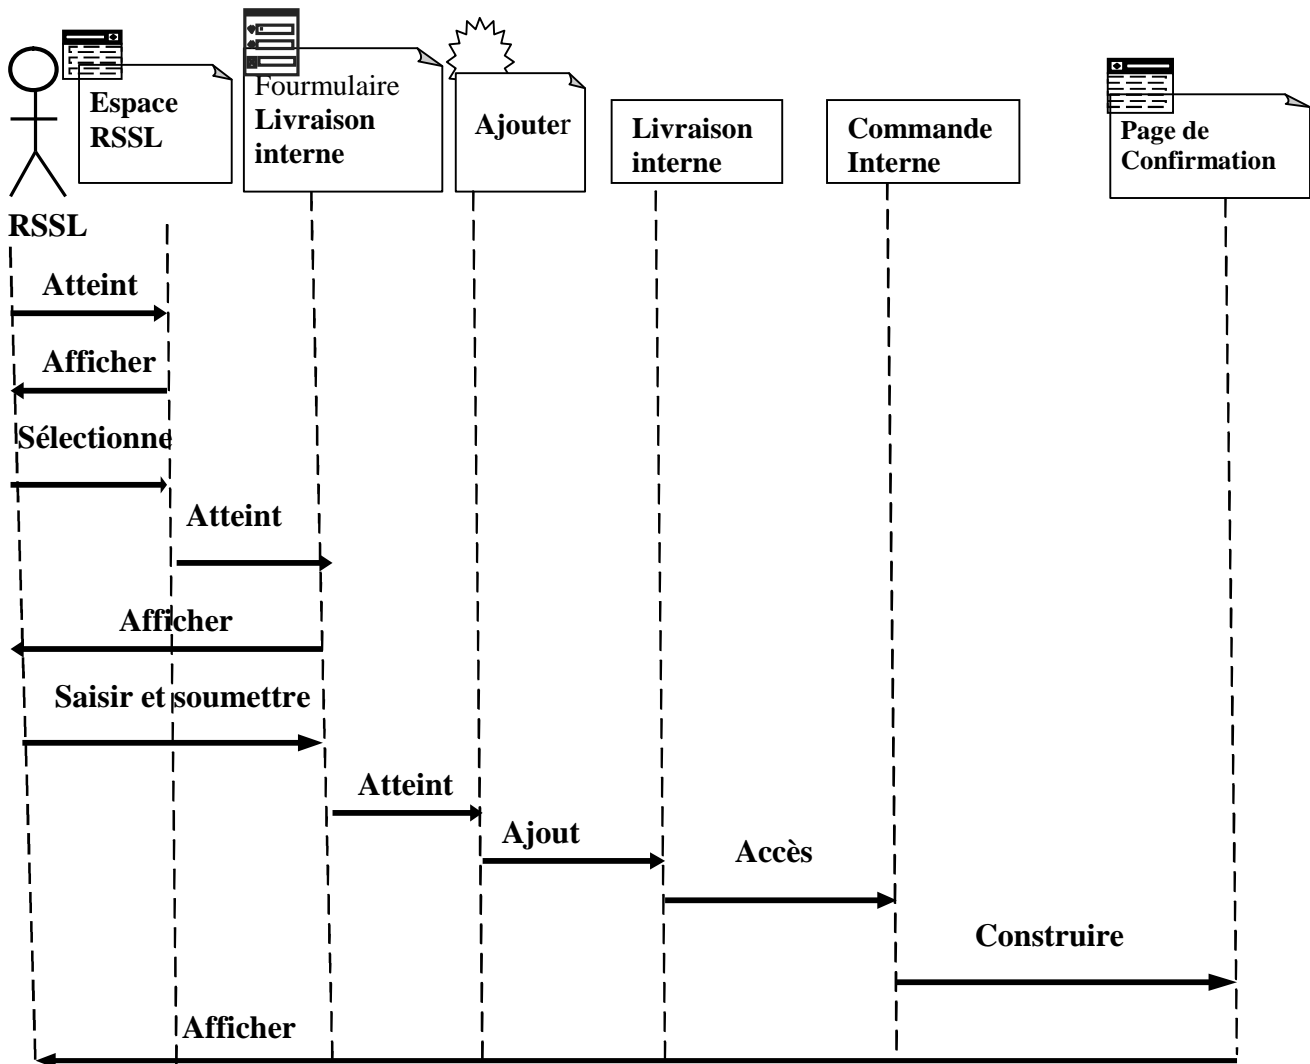 Espace
RSSL
Fourmulaire
Livraison
interne
Ajouter
Livraison
interne
Commande
Interne
Page de
Confirmation
RSSL
Atteint
Afficher
Sélectionne
Atteint
Afficher
Saisir et soumettre
Atteint
Ajout
Accès
Construire
Afficher